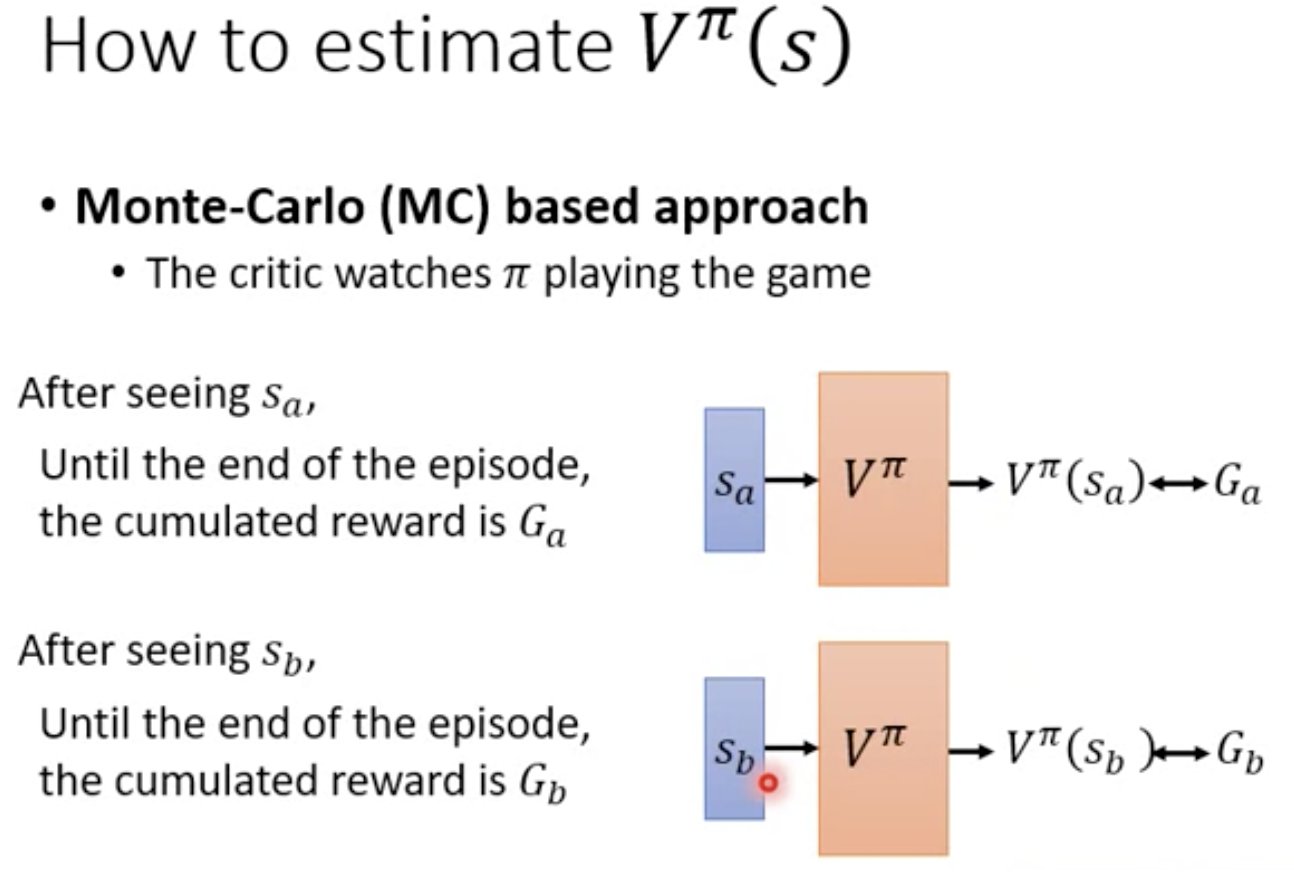 How to estimate V^π(s)
• Monte-Carlo (MC) based approach
• The critic watches π playing the game
After seeing s_a,
Until the end of the episode,
the cumulated reward is G_a
s_a → V^π → V^π(s_a) ↔ G_a
After seeing s_b,
Until the end of the episode,
the cumulated reward is G_b
s_b → V^π → V^π(s_b ) ↔ G_b